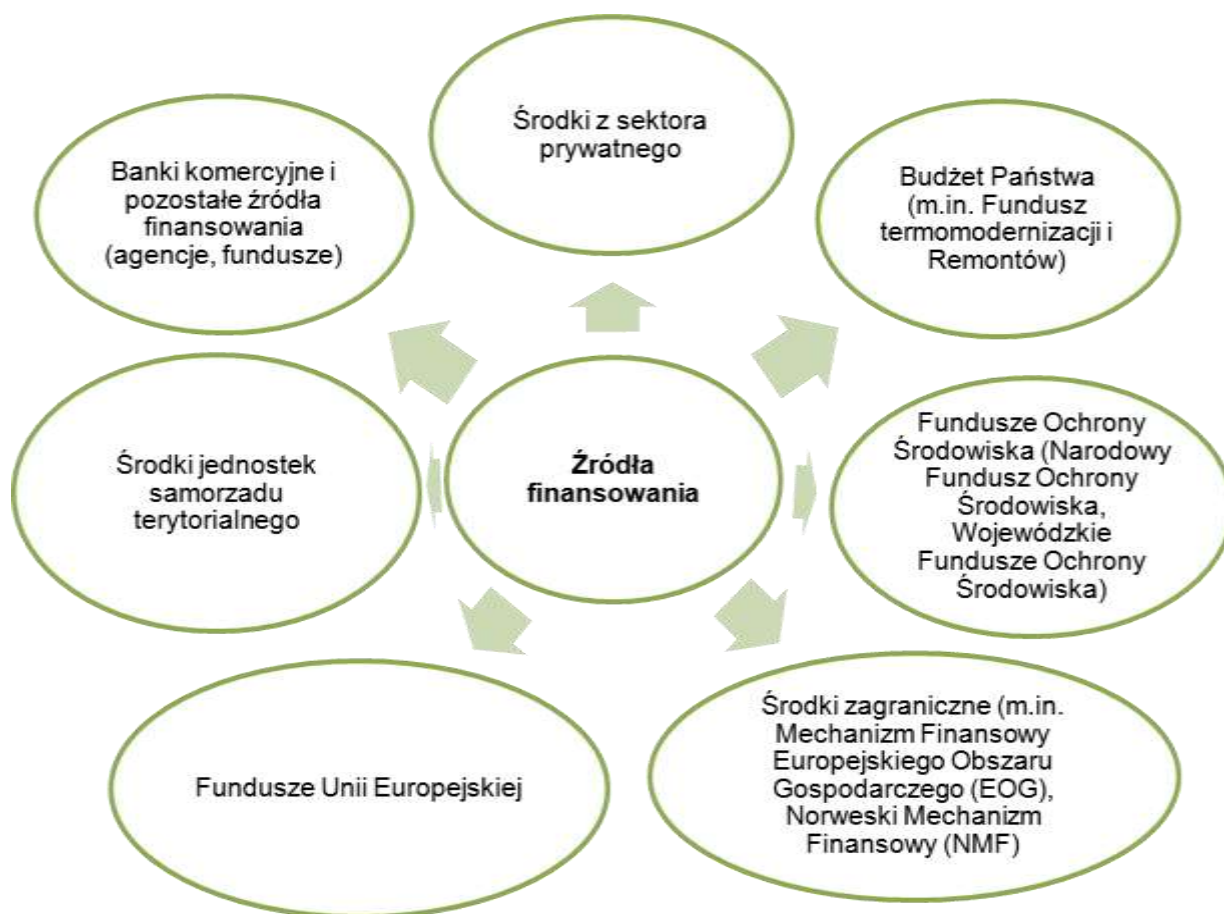 Środki z sektora
prywatnego
Banki komercyjne i
pozostałe źródła
finansowania
(agencje, fundusze)
Budżet Państwa
(m.in. Fundusz
termomodernizacji i
Remontów)
Środki jednostek
samorzadu
terytorialnego
Źródła
finansowania
Fundusze Ochrony
Środowiska (Narodowy
Fundusz Ochrony
Środowiska,
Wojewódzkie
Fundusze Ochrony
Środowiska)
Fundusze Unii Europejskiej
Środki zagraniczne (m.in.
Mechanizm Finansowy
Europejskiego Obszaru
Gospodarczego (EOG),
Norweski Mechanizm
Finansowy (NMF)